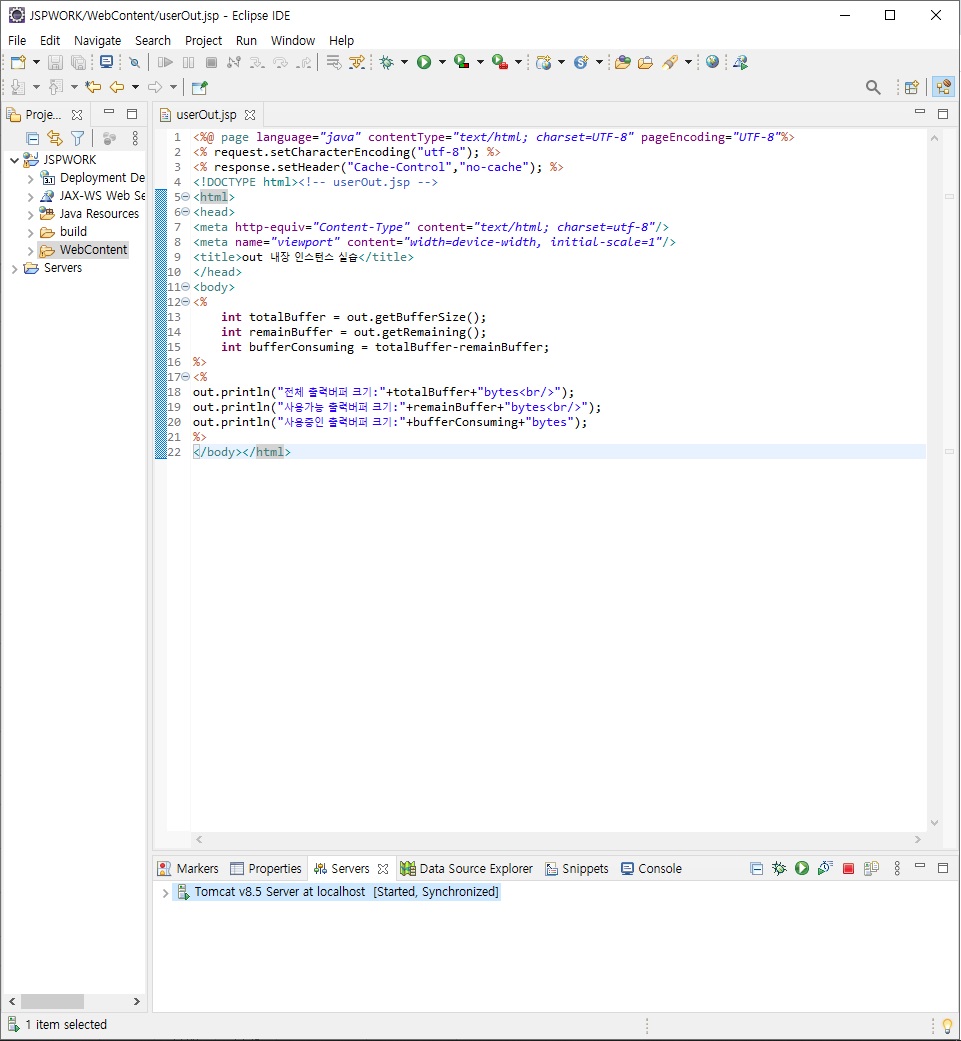 JSPWORK/WebContent/userOut.jsp - Eclipse IDE
File Edit Navigate Search Project Run Window Help
Proje...
userOut.jsp
JSPWORK
Deployment De
JAX-WS Web Se
Java Resources
build
WebContent
Servers
1 <%@ page language="java" contentType="text/html; charset=UTF-8" pageEncoding="UTF-8"%>
2 <% request.setCharacterEncoding("utf-8"); %>
3 <% response.setHeader("Cache-Control","no-cache"); %>
4 <!DOCTYPE html><!-- userOut.jsp -->
5 <html>
6 <head>
7 <meta http-equiv="Content-Type" content="text/html; charset=utf-8"/>
8 <meta name="viewport" content="width=device-width, initial-scale=1"/>
9 <title>out 내장 인스턴스 실습</title>
10 </head>
11 <body>
12 <%
13 int totalBuffer = out.getBufferSize();
14 int remainBuffer = out.getRemaining();
15 int bufferConsuming = totalBuffer-remainBuffer;
16 %>
17 <%
18 out.println("전체 출력버퍼 크기:"+totalBuffer+"bytes<br/>");
19 out.println("사용가능 출력버퍼 크기:"+remainBuffer+"bytes<br/>");
20 out.println("사용중인 출력버퍼 크기:"+bufferConsuming+"bytes");
21 %>
22 </body></html>
Markers Properties Servers Data Source Explorer Snippets Console
Tomcat v8.5 Server at localhost [Started, Synchronized]
1 item selected